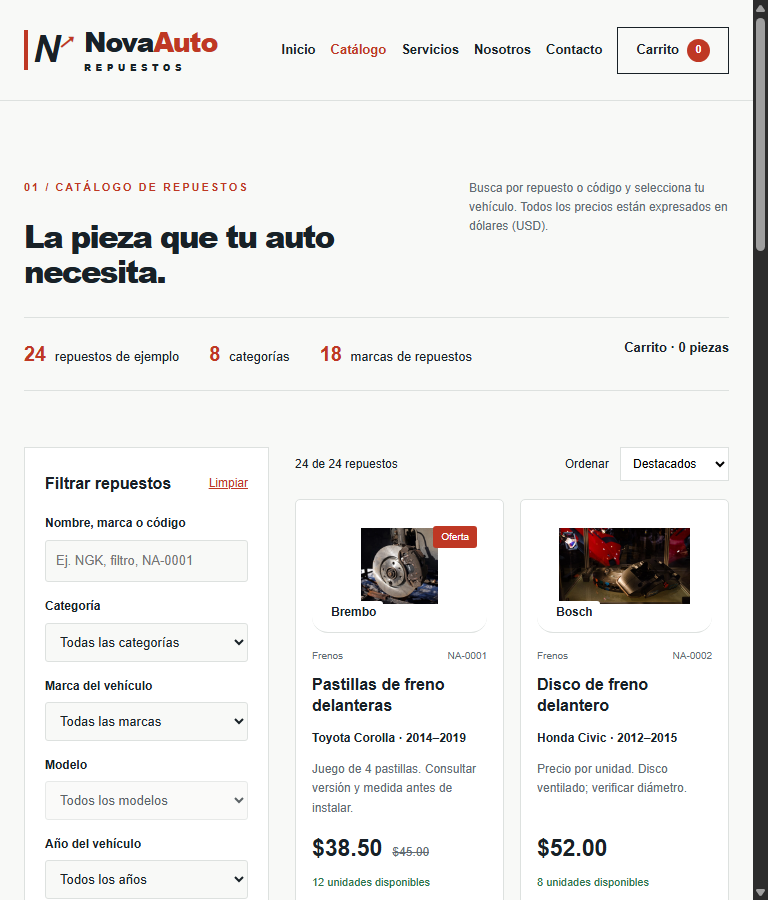 N NovaAuto
REPUESTOS
Inicio Catálogo Servicios Nosotros Contacto Carrito 0
01 / CATÁLOGO DE REPUESTOS
La pieza que tu auto
necesita.
Busca por repuesto o código y selecciona tu
vehículo. Todos los precios están expresados en
dólares (USD).
24 repuestos de ejemplo 8 categorías 18 marcas de repuestos Carrito · 0 piezas
Filtrar repuestos Limpiar
Nombre, marca o código
Ej. NGK, filtro, NA-0001
Categoría
Todas las categorías
Marca del vehículo
Todas las marcas
Modelo
Todos los modelos
Año del vehículo
Todos los años
24 de 24 repuestos Ordenar Destacados
Oferta
Brembo
Frenos NA-0001
Pastillas de freno
delanteras
Toyota Corolla · 2014–2019
Juego de 4 pastillas. Consultar
versión y medida antes de
instalar.
$38.50 $45.00
12 unidades disponibles
Bosch
Frenos NA-0002
Disco de freno
delantero
Honda Civic · 2012–2015
Precio por unidad. Disco
ventilado; verificar diámetro.
$52.00
8 unidades disponibles